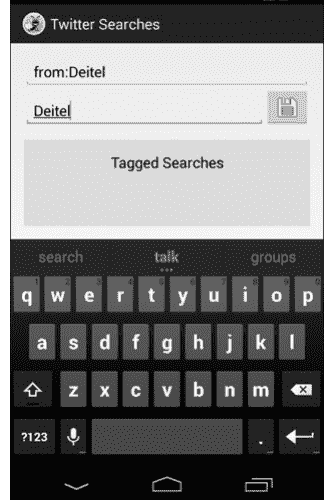 Twitter Searches
from:Deitel
Deitel
Tagged Searches
search talk groups
q w e r t y u i o p
a s d f g h j k l
z x c v b n m
?123 .